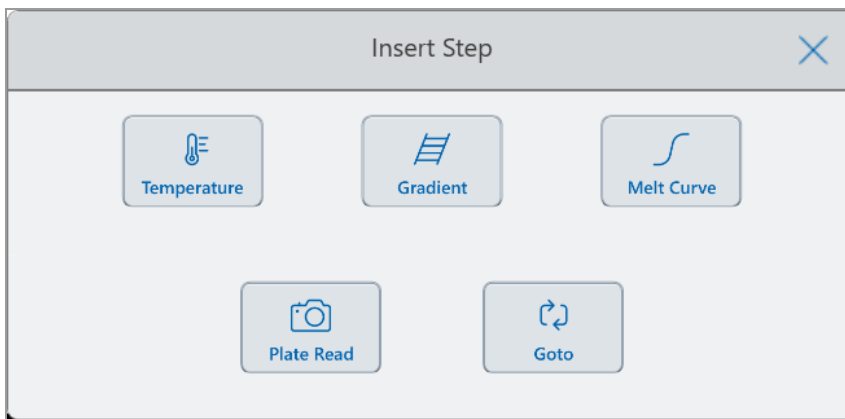 Insert Step
Temperature
Gradient
Melt Curve
Plate Read
Goto